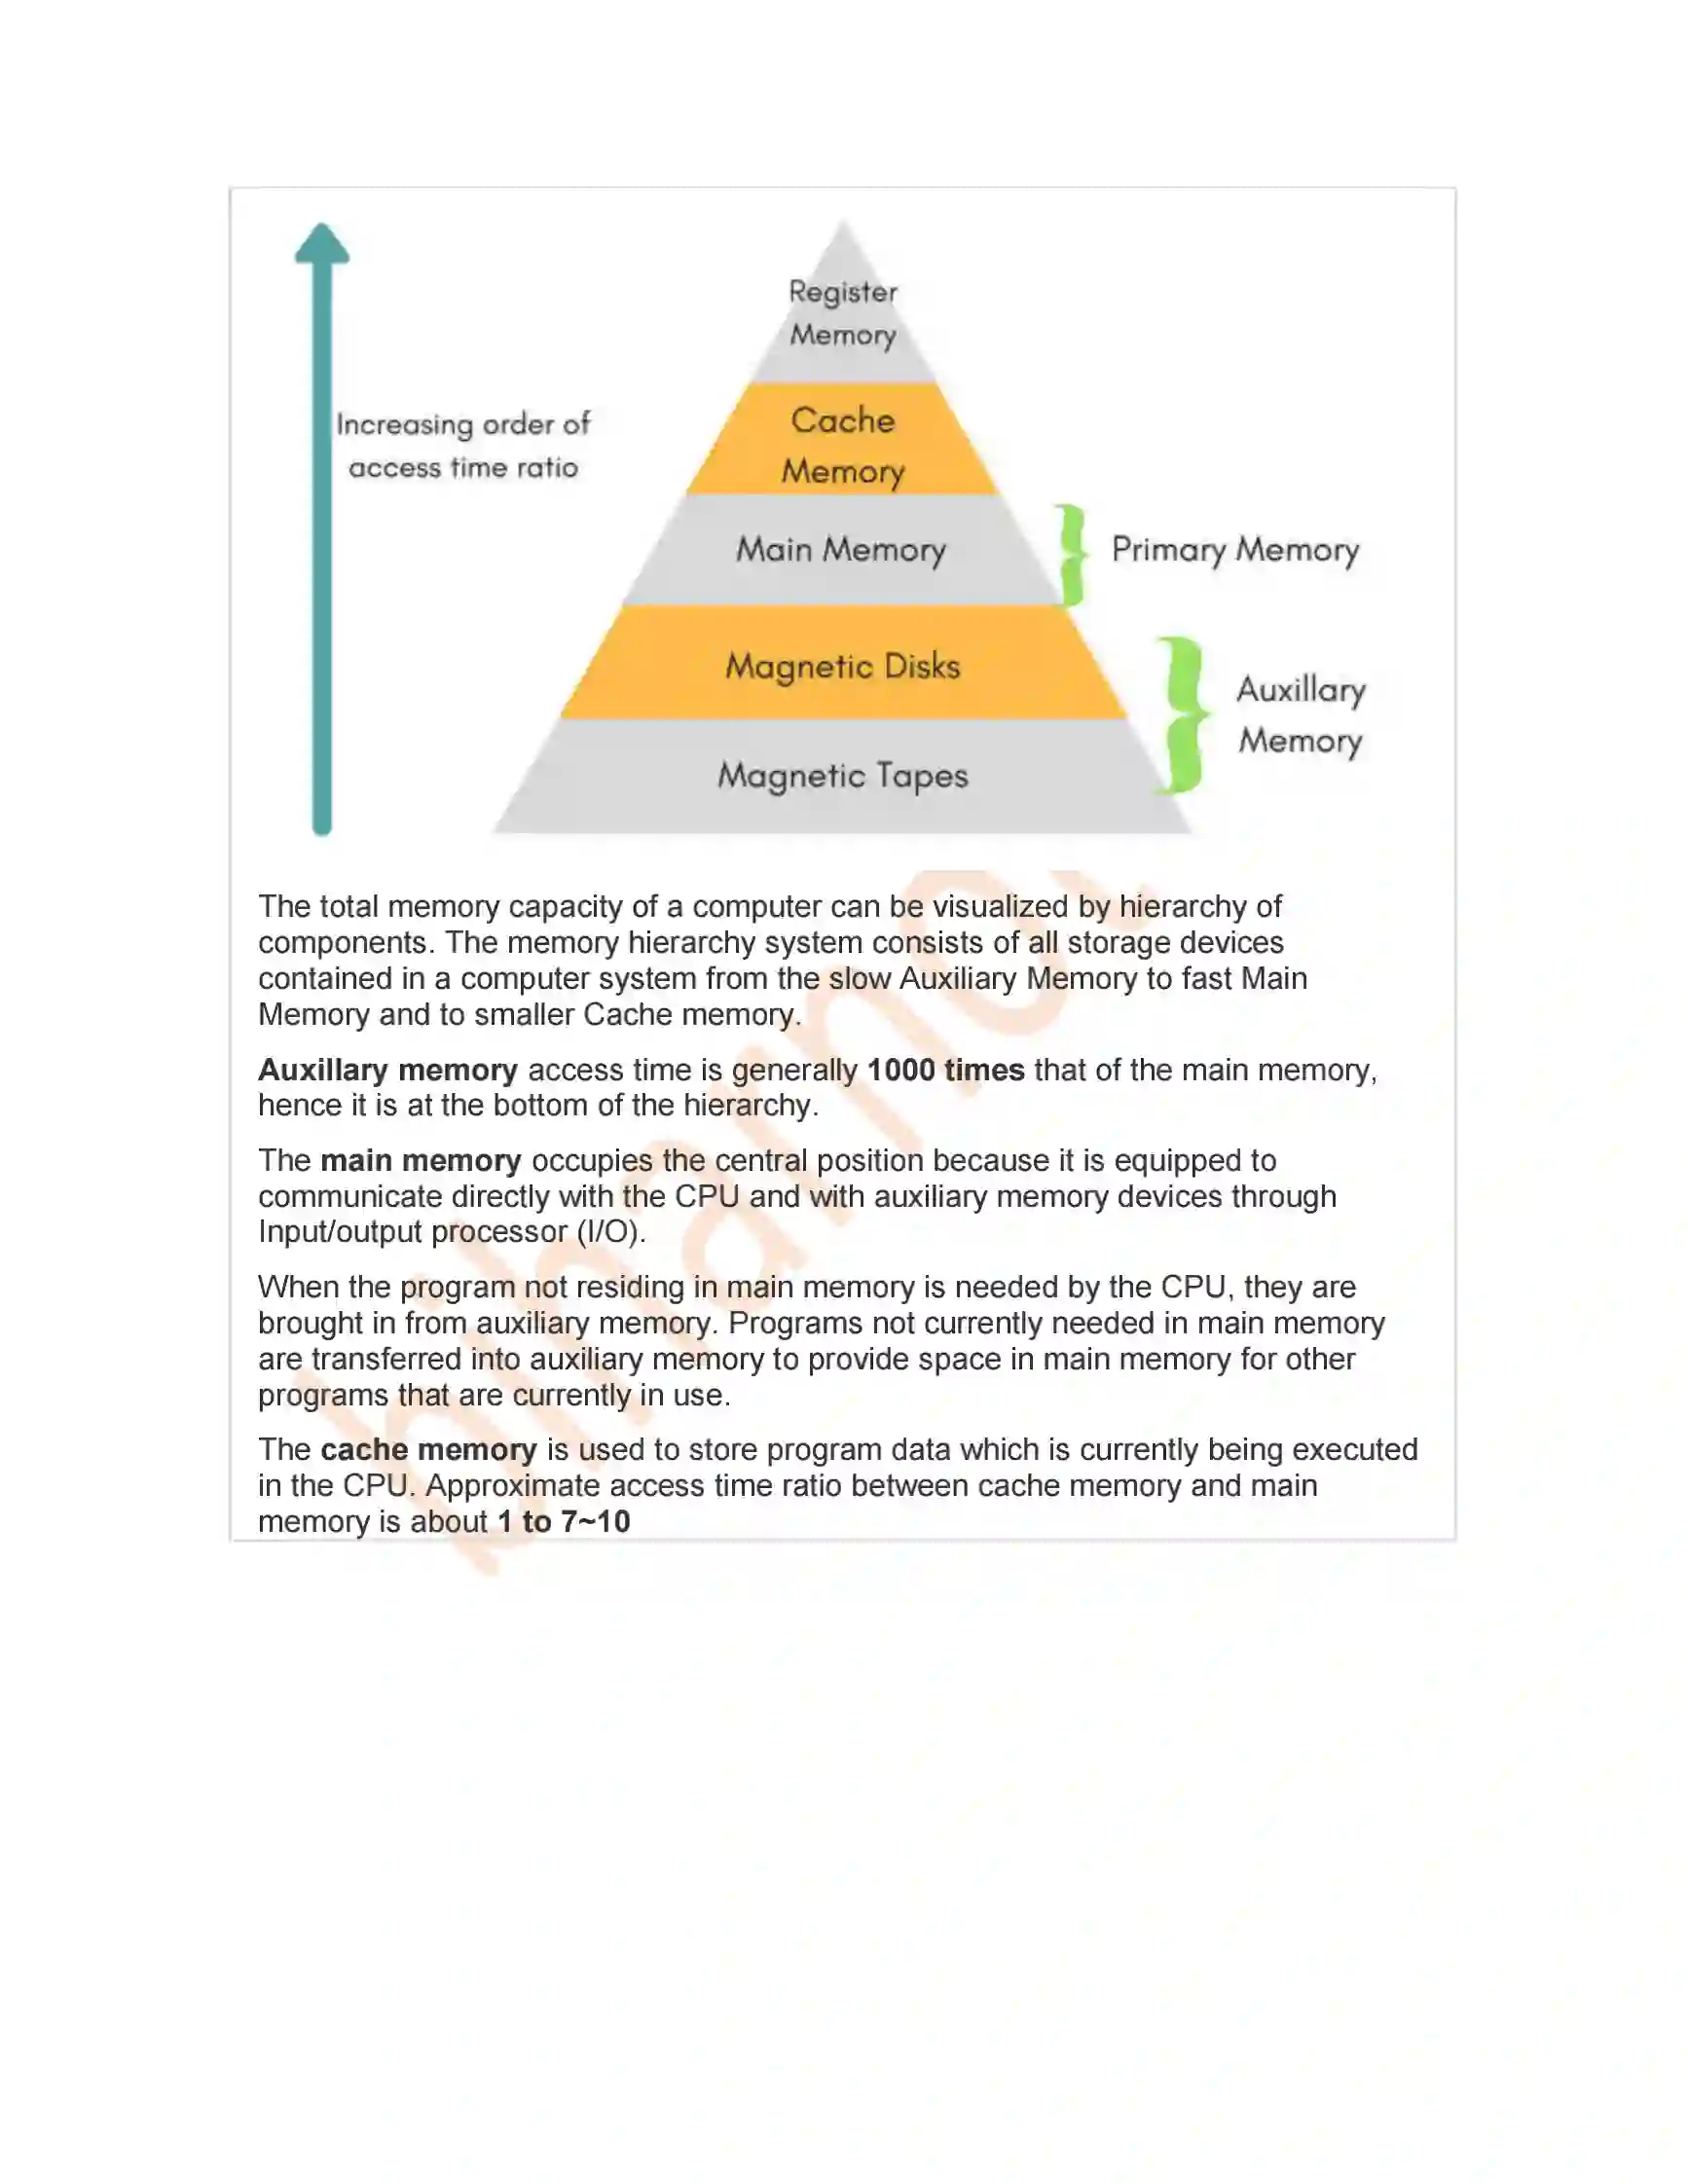 Register
Memory
Cache
Memory
Increasing order of
access time ratio
Main Memory
Primary Memory
Magnetic Disks
Auxillary
Memory
Magnetic Tapes
The total memory capacity of a computer can be visualized by hierarchy of
components. The memory hierarchy system consists of all storage devices
contained in a computer system from the slow Auxiliary Memory to fast Main
Memory and to smaller Cache memory.
Auxillary memory access time is generally 1000 times that of the main memory,
hence it is at the bottom of the hierarchy.
The main memory occupies the central position because it is equipped to
communicate directly with the CPU and with auxiliary memory devices through
Input/output processor (I/O).
When the program not residing in main memory is needed by the CPU, they are
brought in from auxiliary memory. Programs not currently needed in main memory
are transferred into auxiliary memory to provide space in main memory for other
programs that are currently in use.
The cache memory is used to store program data which is currently being executed
in the CPU. Approximate access time ratio between cache memory and main
memory is about 1 to 7~10